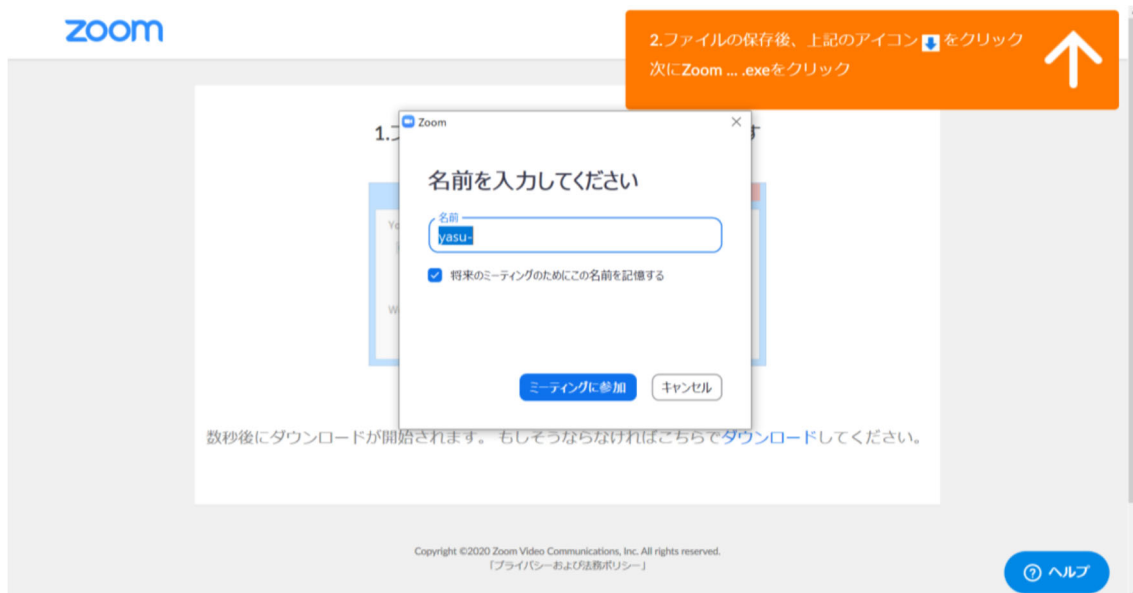 zoom
2.ファイルの保存後、上記のアイコン をクリック
次にZoom ... .exeをクリック
1.
す
Zoom
名前を入力してください
名前
yasu-
将来のミーティングのためにこの名前を記憶する
Yo
W
ミーティングに参加 キャンセル
数秒後にダウンロードが開始されます。 もしそうならなければこちらでダウンロードしてください。
Copyright ©2020 Zoom Video Communications, Inc. All rights reserved.
「プライバシーおよび法務ポリシー」
ヘルプ